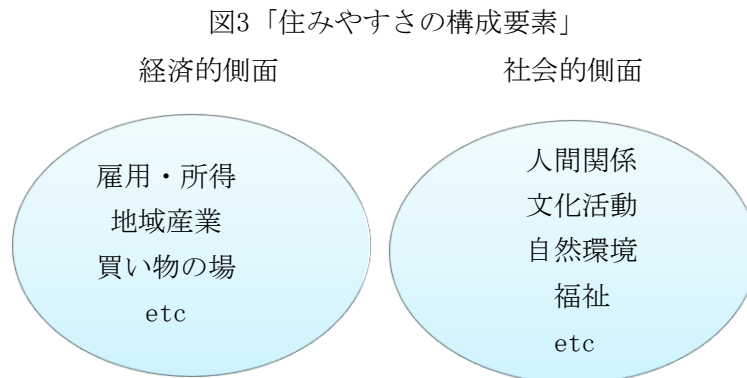 図3「住みやすさの構成要素」
経済的側面
社会的側面
雇用・所得
地域産業
買い物の場
etc
人間関係
文化活動
自然環境
福祉
etc